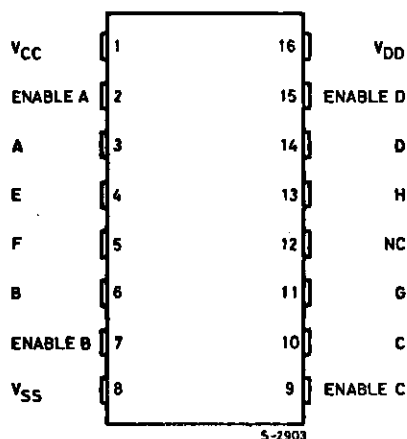 VCC 1 16 VDD
ENABLE A 2 15 ENABLE D
A 3 14 D
E 4 13 H
F 5 12 NC
B 6 11 G
ENABLE B 7 10 C
VSS 8 9 ENABLE C
S-2903